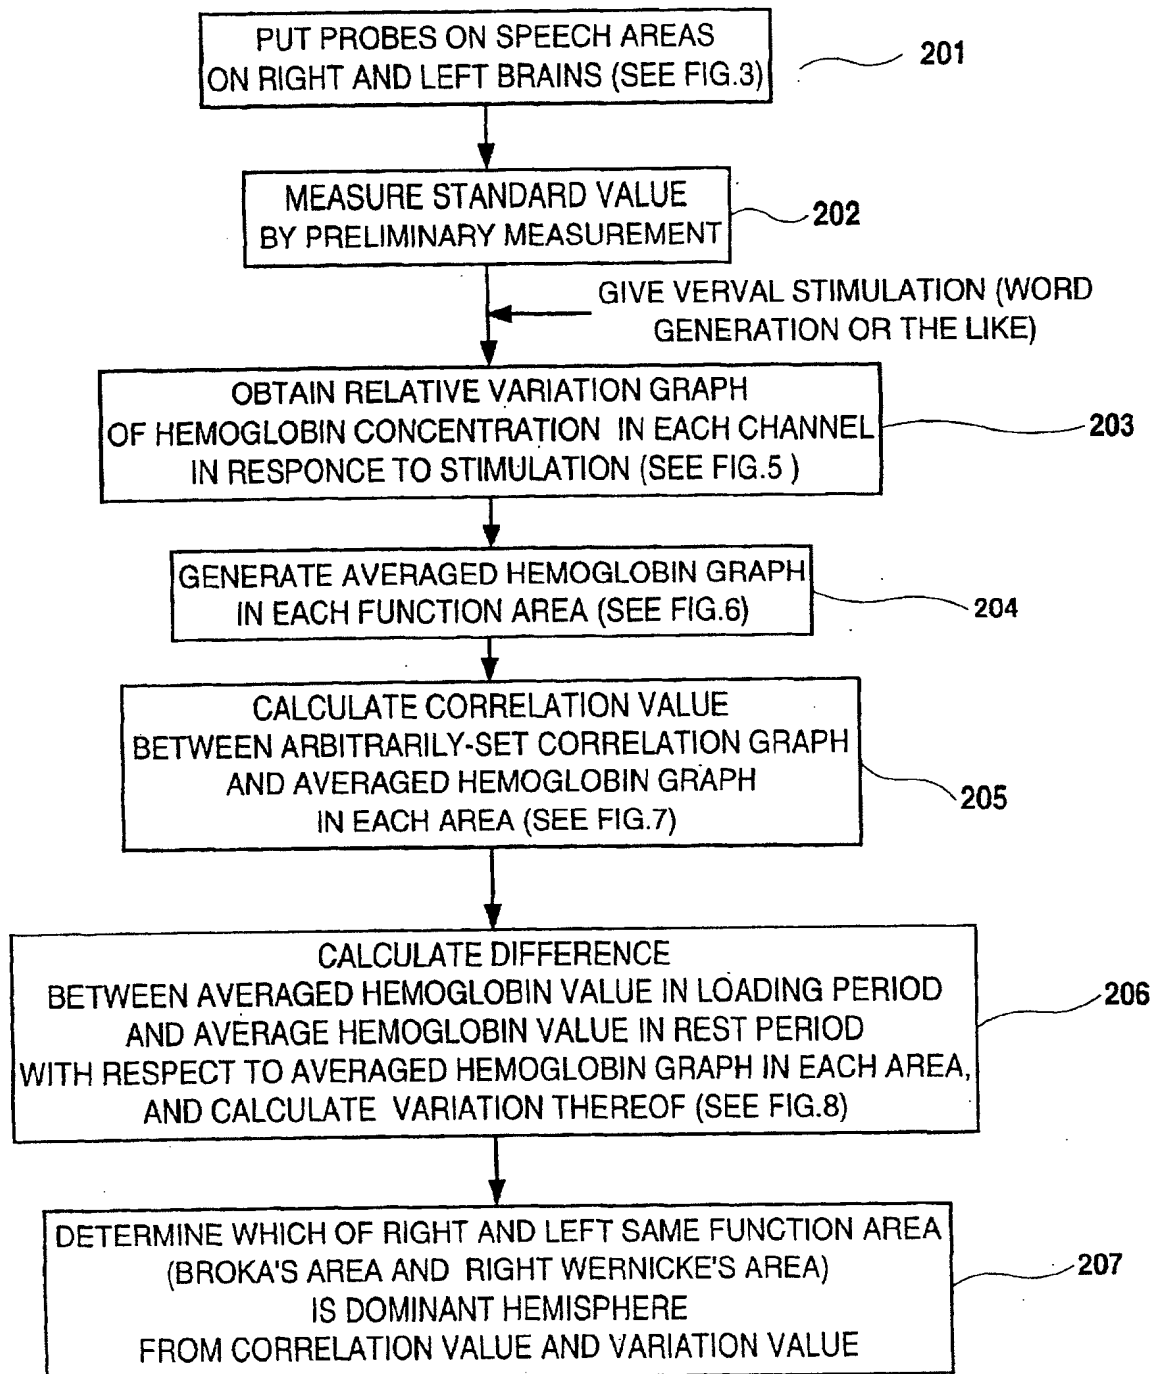 PUT PROBES ON SPEECH AREAS
ON RIGHT AND LEFT BRAINS (SEE FIG.3)
201
MEASURE STANDARD VALUE
BY PRELIMINARY MEASUREMENT
202
GIVE VERVAL STIMULATION (WORD
GENERATION OR THE LIKE)
OBTAIN RELATIVE VARIATION GRAPH
OF HEMOGLOBIN CONCENTRATION IN EACH CHANNEL
IN RESPONCE TO STIMULATION (SEE FIG.5 )
203
GENERATE AVERAGED HEMOGLOBIN GRAPH
IN EACH FUNCTION AREA (SEE FIG.6)
204
CALCULATE CORRELATION VALUE
BETWEEN ARBITRARILY-SET CORRELATION GRAPH
AND AVERAGED HEMOGLOBIN GRAPH
IN EACH AREA (SEE FIG.7)
205
CALCULATE DIFFERENCE
BETWEEN AVERAGED HEMOGLOBIN VALUE IN LOADING PERIOD
AND AVERAGE HEMOGLOBIN VALUE IN REST PERIOD
WITH RESPECT TO AVERAGED HEMOGLOBIN GRAPH IN EACH AREA,
AND CALCULATE VARIATION THEREOF (SEE FIG.8)
206
DETERMINE WHICH OF RIGHT AND LEFT SAME FUNCTION AREA
(BROKA'S AREA AND RIGHT WERNICKE'S AREA)
IS DOMINANT HEMISPHERE
FROM CORRELATION VALUE AND VARIATION VALUE
207